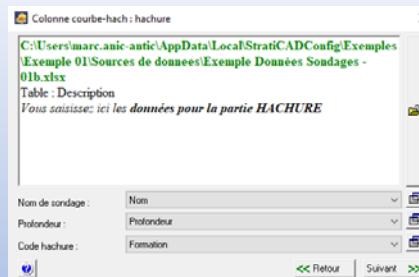 Colonne courbe-hach : hachure
C:\Users\marc.anic-antic\AppData\Local\StratiCADConfig\Exemples
\Exemple 01\Sources de donnees\Exemple Données Sondages -
01b.xlsx
Table : Description
Vous saisissez ici les données pour la partie HACHURE
Nom de sondage : Nom
Profondeur : Profondeur
Code hachure : Formation
<< Retour Suivant >>